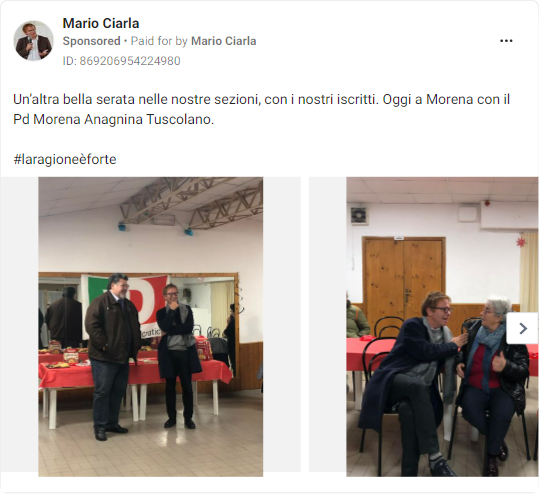 Mario Ciarla
Sponsored • Paid for by Mario Ciarla
ID: 869206954224980
Un'altra bella serata nelle nostre sezioni, con i nostri iscritti. Oggi a Morena con il
Pd Morena Anagnina Tuscolano.
#laragioneèforte
PD